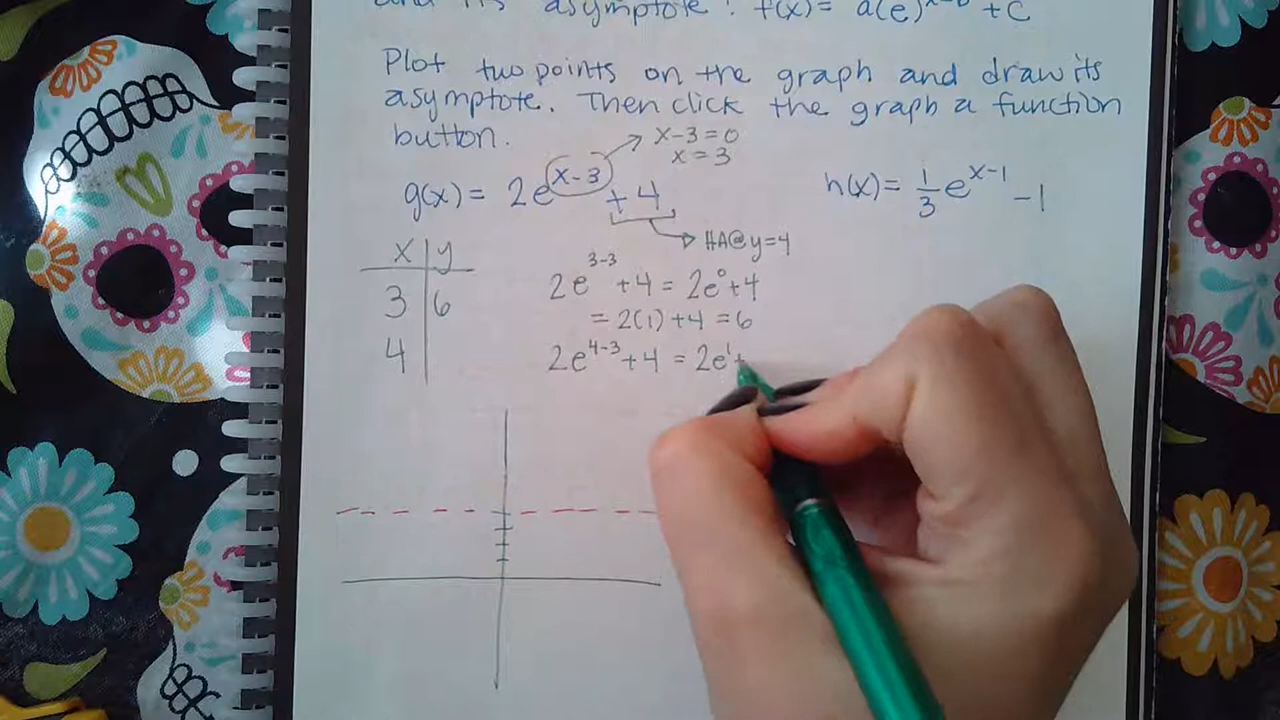 and its asymptote: f(x) = a(e)^x-b + C
Plot two points on the graph and draw its
asymptote. Then click the graph a function
button.
x-3=0
x=3
g(x) = 2e^x-3 + 4
HA@y=4
h(x) = 1/3 e^x-1 - 1
x | y
3 | 6
4 |
2e^3-3 + 4 = 2e^0 + 4
= 2(1) + 4 = 6
2e^4-3 + 4 = 2e^1 +